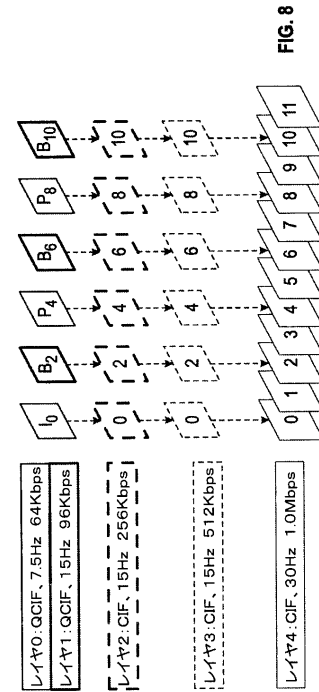 レイヤ0:QCIF、7.5Hz 64Kbps
レイヤ1:QCIF、15Hz 96Kbps
レイヤ2:CIF、15Hz 256Kbps
レイヤ3:CIF、15Hz 512Kbps
レイヤ4:CIF、30Hz 1.0Mbps
I0 B2 P4 B6 P8 B10
0 2 4 6 8 10
0 2 4 6 8 10
0 1 2 3 4 5 6 7 8 9 10 11
FIG. 8